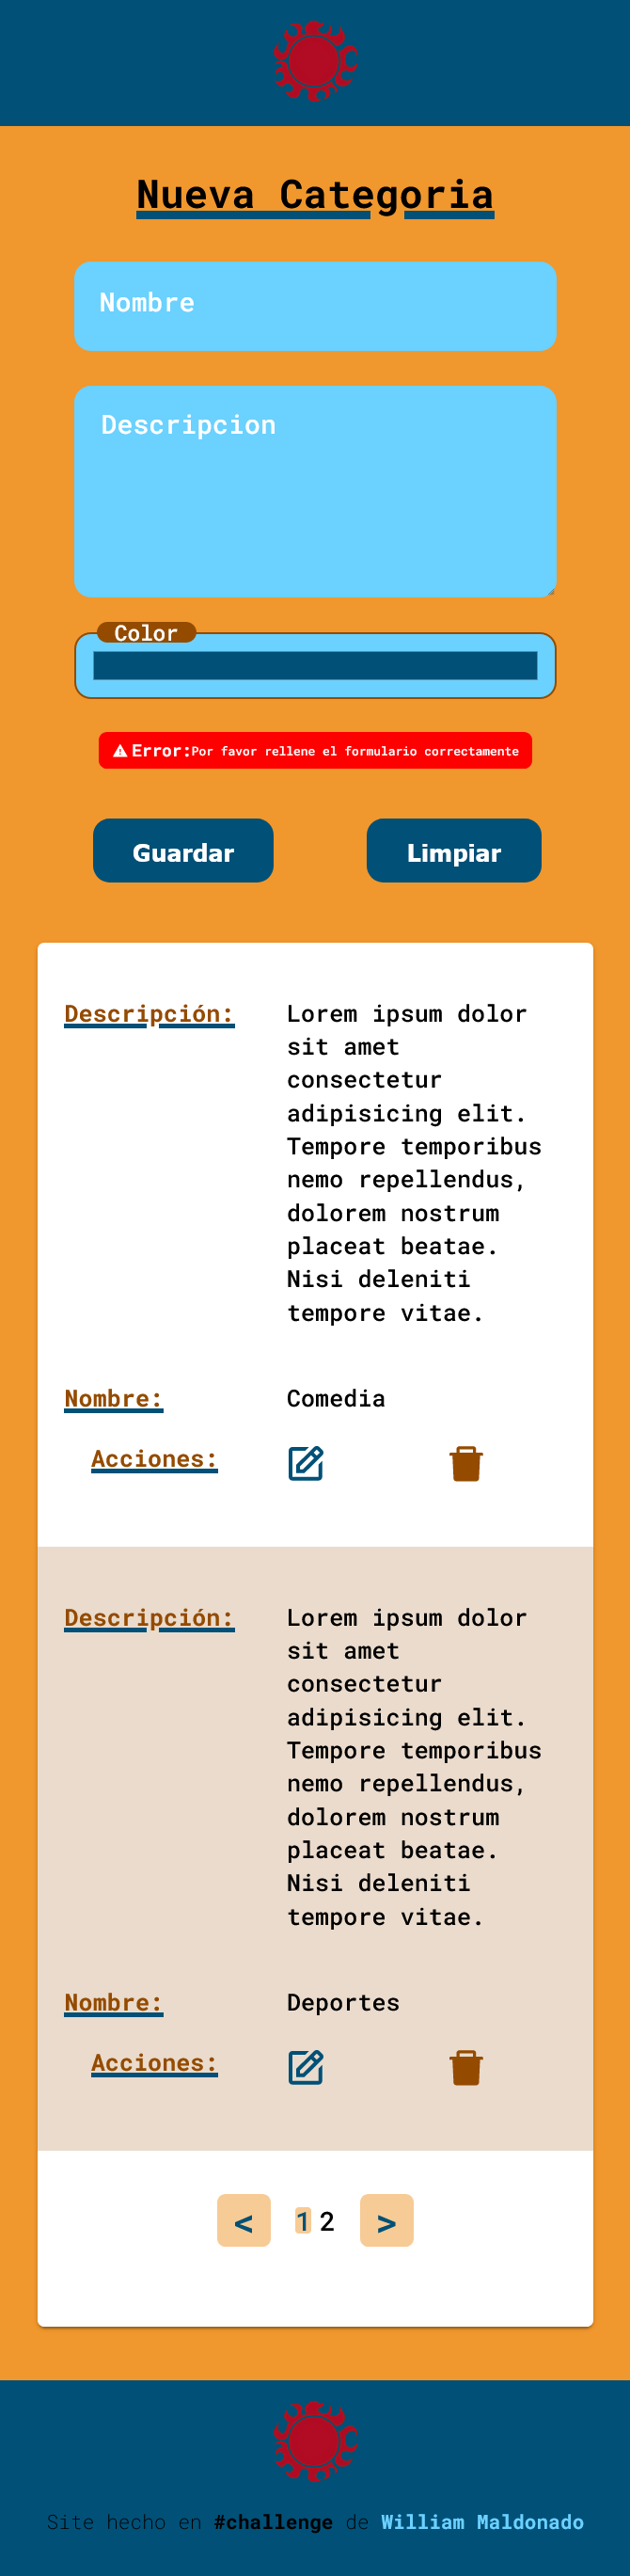 Nueva Categoria
Nombre
Descripcion
Color
Error:Por favor rellene el formulario correctamente
Guardar Limpiar
Descripción: Lorem ipsum dolor
sit amet
consectetur
adipisicing elit.
Tempore temporibus
nemo repellendus,
dolorem nostrum
placeat beatae.
Nisi deleniti
tempore vitae.
Nombre: Comedia
Acciones:
Descripción: Lorem ipsum dolor
sit amet
consectetur
adipisicing elit.
Tempore temporibus
nemo repellendus,
dolorem nostrum
placeat beatae.
Nisi deleniti
tempore vitae.
Nombre: Deportes
Acciones:
< 1 2 >
Site hecho en #challenge de William Maldonado